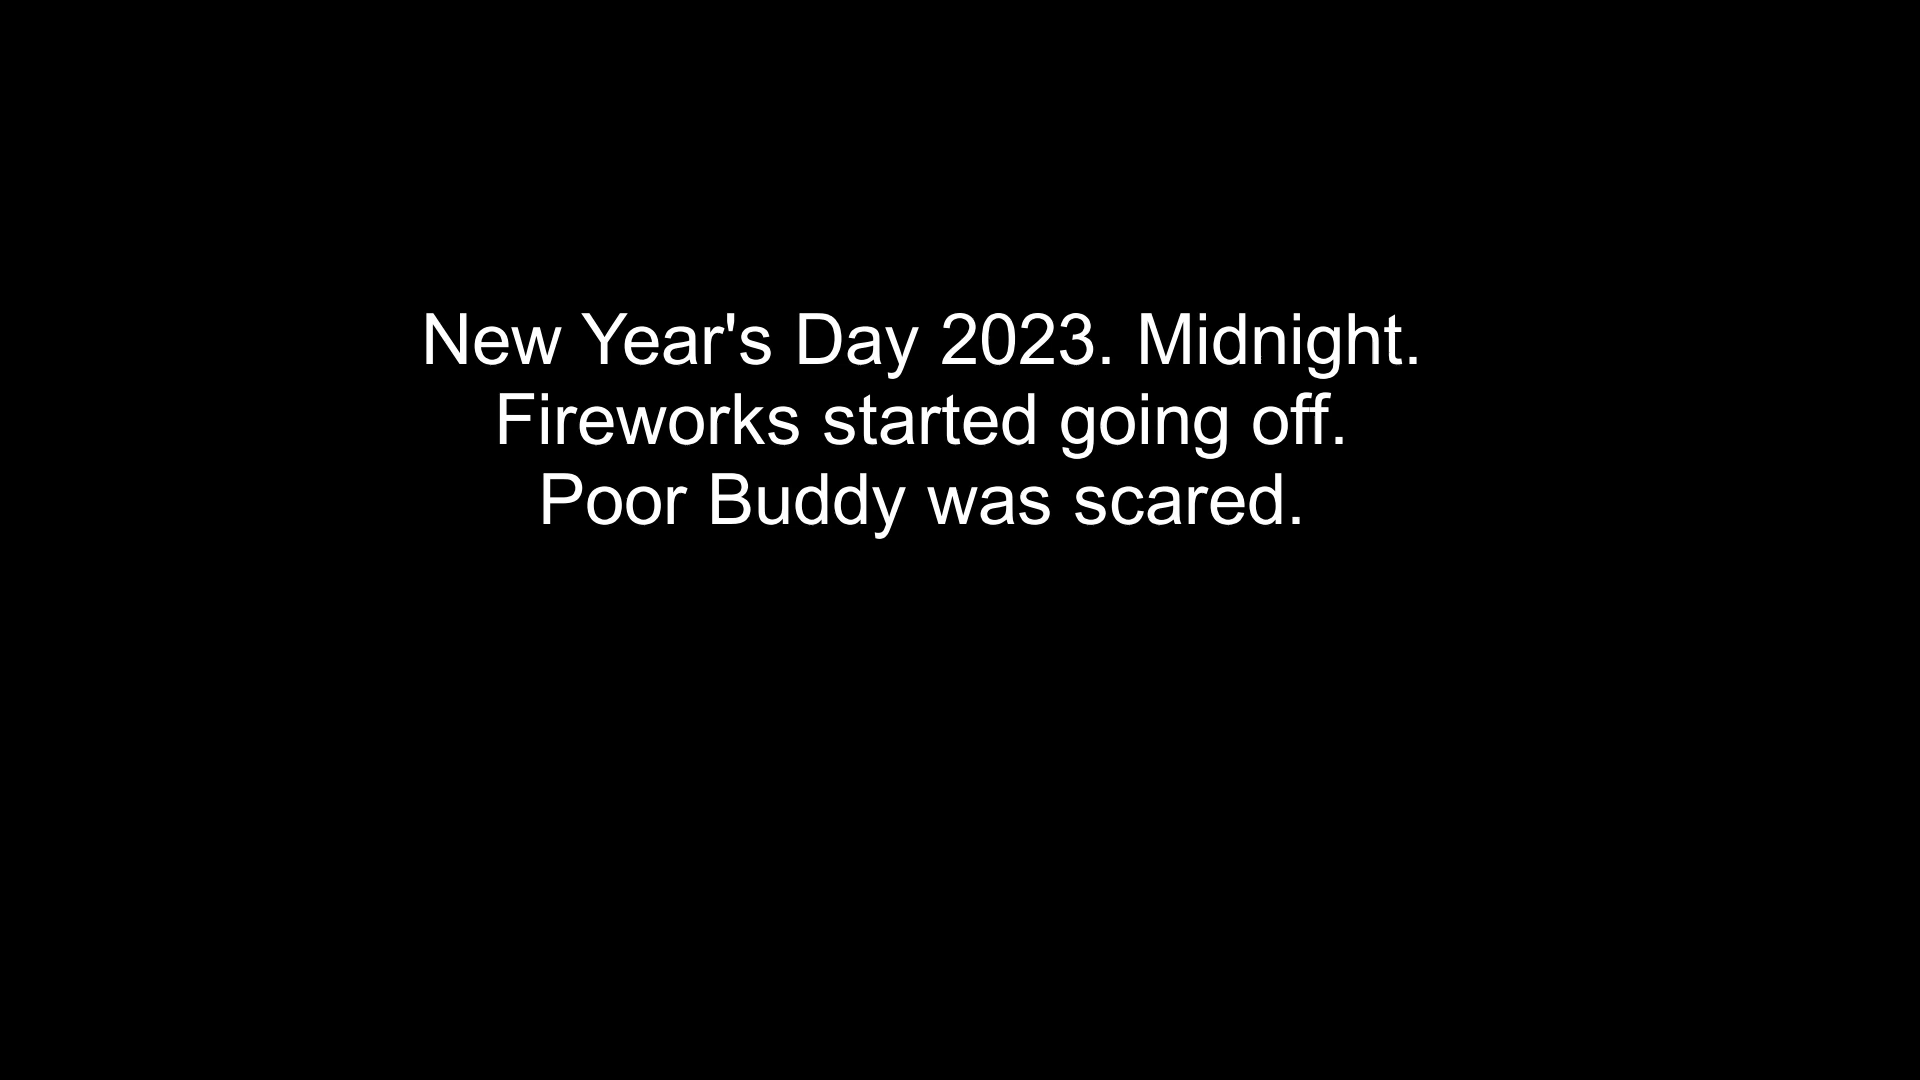 New Year's Day 2023. Midnight.
Fireworks started going off.
Poor Buddy was scared.